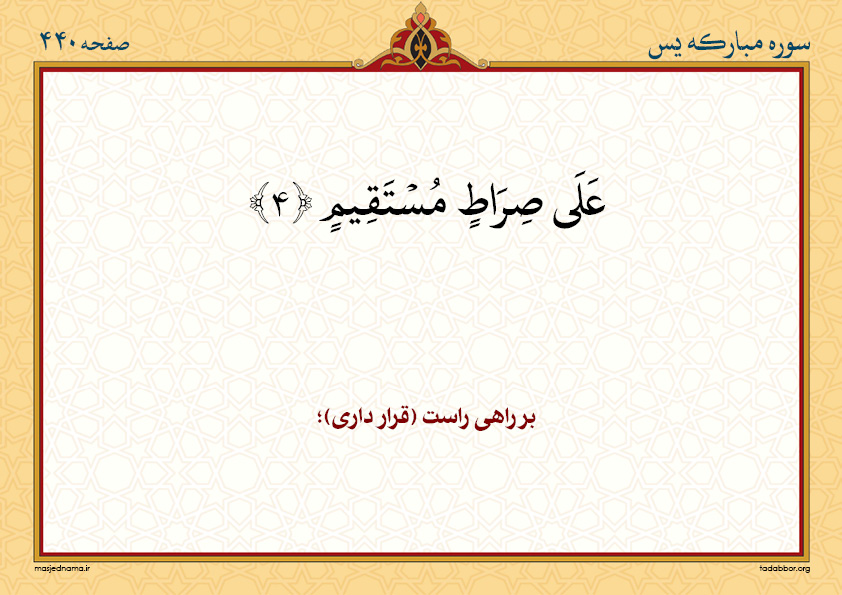 سوره مبارکه یس
صفحه ۴۴۰
عَلَى صِرَاطٍ مُسْتَقِيمٍ ﴿۴﴾
بر راهی راست (قرار داری)؛
masjednama.ir
tadabbor.org